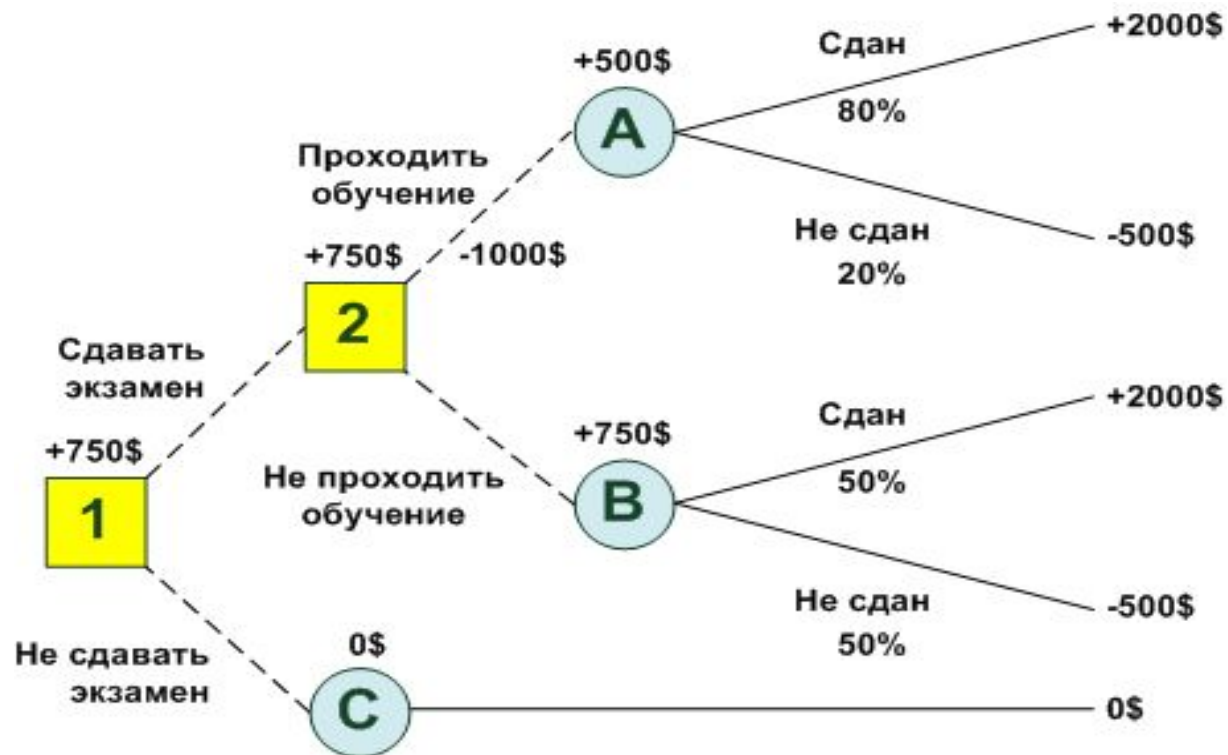 +2000$
Сдан
+500$
A
80%
Проходить
обучение
Не сдан
-500$
+750$
-1000$
20%
2
Сдавать
экзамен
+2000$
Сдан
+750$
+750$
Не проходить
обучение
50%
1
B
Не сдан
-500$
Не сдавать
экзамен
0$
50%
C
0$